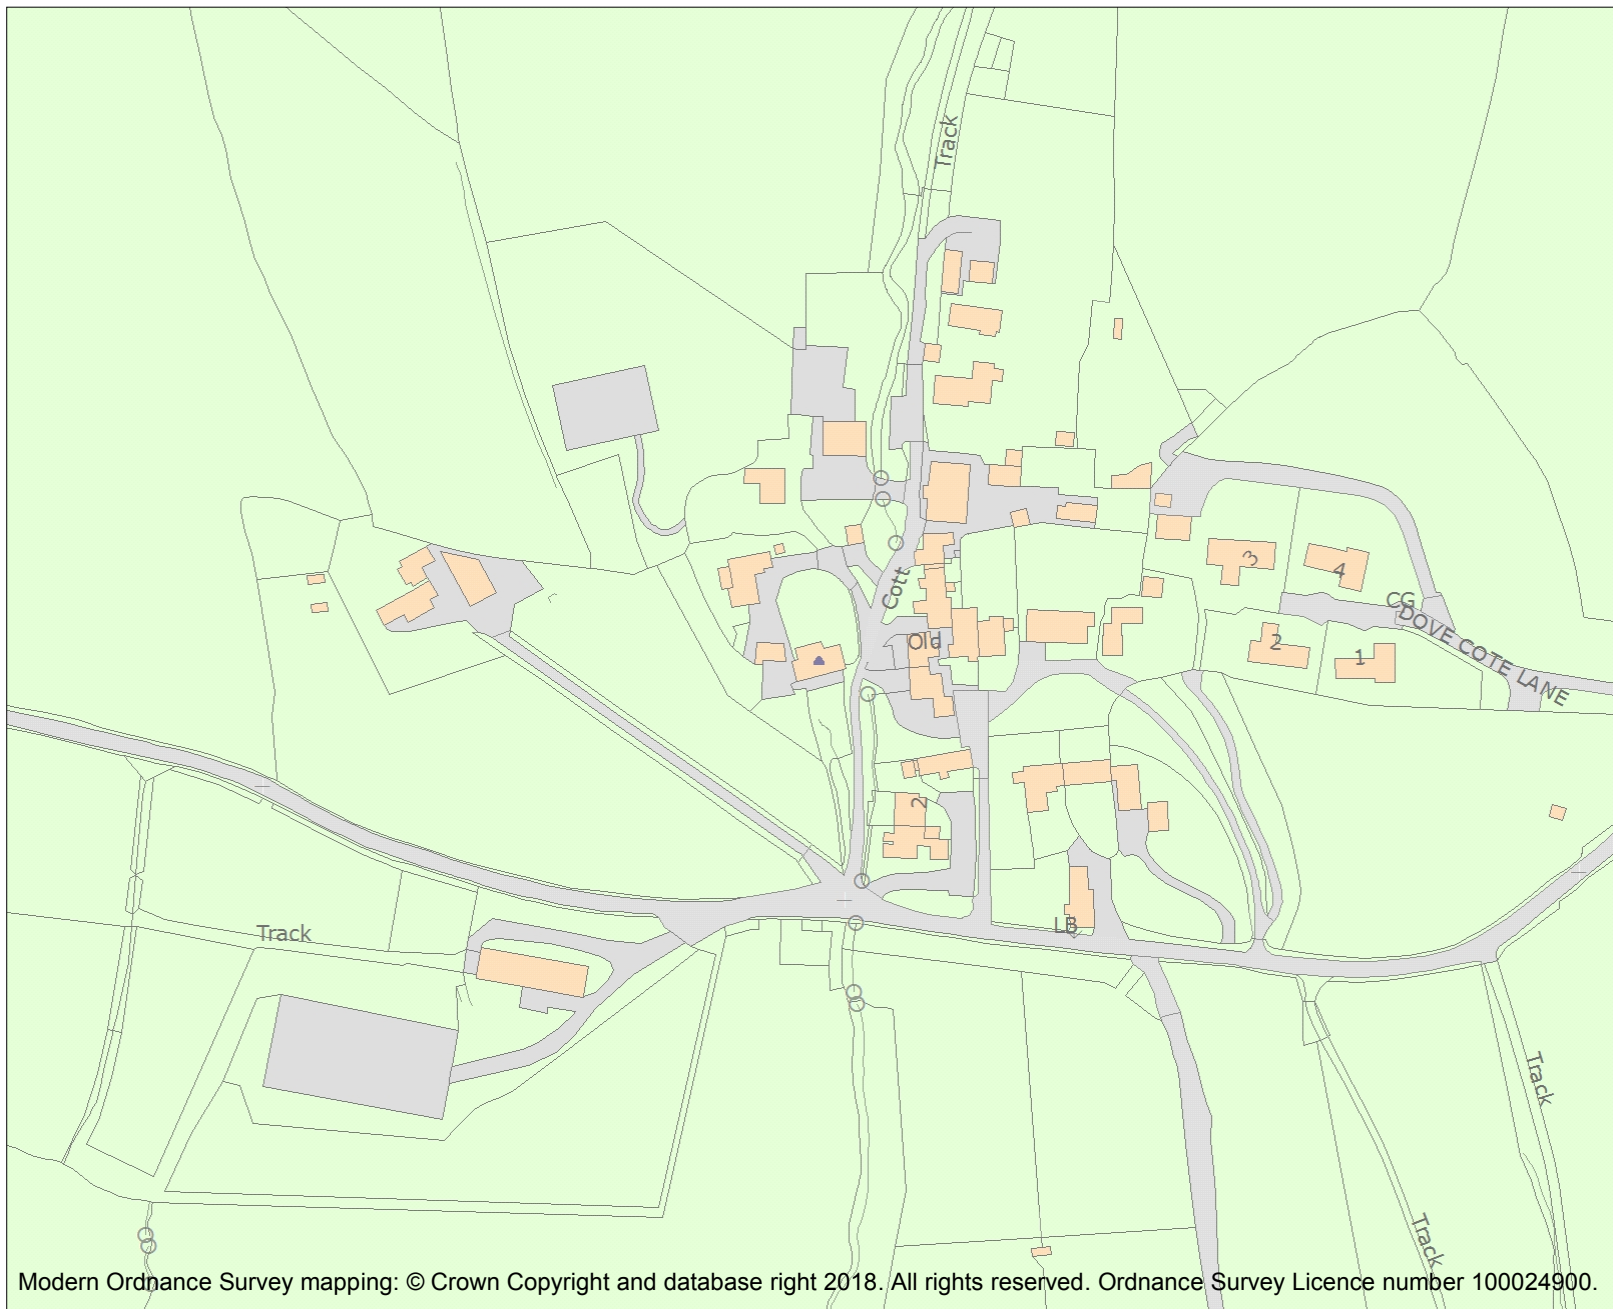 Track
3
4
CG
DOVE COTE LANE
Cott
Old
2
1
2
Track
LB
Track
Track
Modern Ordnance Survey mapping: © Crown Copyright and database right 2018. All rights reserved. Ordnance Survey Licence number 100024900.